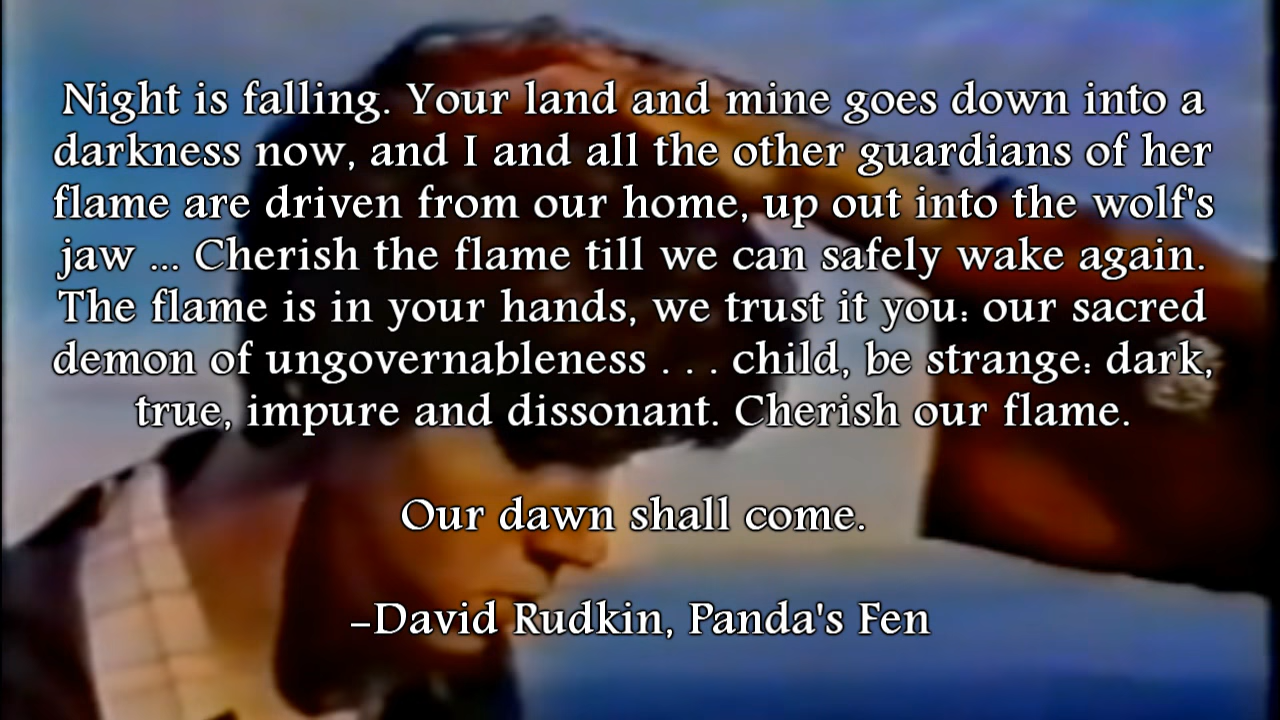 Night is falling. Your land and mine goes down into a
darkness now, and I and all the other guardians of her
flame are driven from our home, up out into the wolf's
jaw ... Cherish the flame till we can safely wake again.
The flame is in your hands, we trust it you: our sacred
demon of ungovernableness . . . child, be strange: dark,
true, impure and dissonant. Cherish our flame.
Our dawn shall come.
–David Rudkin, Panda's Fen